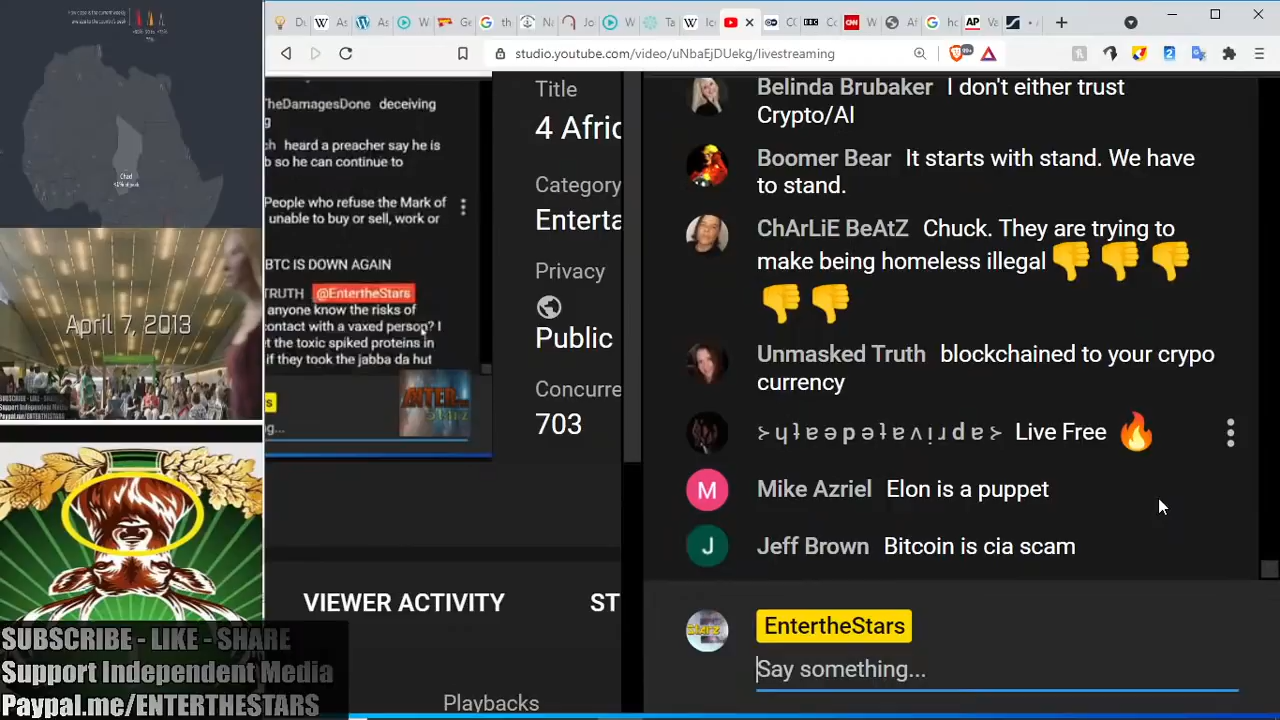 Chad
April 7, 2013
SUBSCRIBE - LIKE - SHARE
Support Independent Media
Paypal.me/ENTERTHESTARS
studio.youtube.com/video/uNbaEjDUekg/livestreaming
99+
2
TheDamagesDone deceiving
heard a preacher say he is
so he can continue to
People who refuse the Mark of
unable to buy or sell, work or
BTC IS DOWN AGAIN
TRUTH @EntertheStars
anyone know the risks of
contact with a vaxed person? I
et the toxic spiked proteins in
if they took the jabba da hut
Title
4 Afric
Category
Enterta
Privacy
Public
Concurre
703
VIEWER ACTIVITY
ST
Playbacks
Belinda Brubaker I don't either trust
Crypto/AI
Boomer Bear It starts with stand. We have
to stand.
ChArLiE BeAtZ Chuck. They are trying to
make being homeless illegal 👎 👎 👎
👎 👎
Unmasked Truth blockchained to your crypo
currency
Live Free 🔥
M
Mike Azriel Elon is a puppet
J
Jeff Brown Bitcoin is cia scam
EntertheStars
Say something...